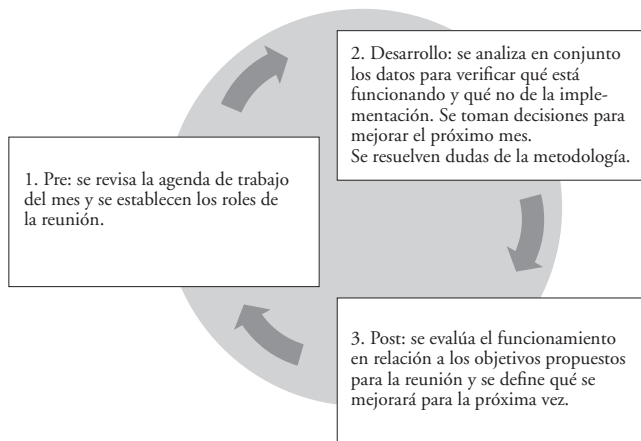 1. Pre: se revisa la agenda de trabajo
del mes y se establecen los roles de
la reunión.
2. Desarrollo: se analiza en conjunto
los datos para verificar qué está
funcionando y qué no de la imple-
mentación. Se toman decisiones para
mejorar el próximo mes.
Se resuelven dudas de la metodología.
3. Post: se evalúa el funcionamiento
en relación a los objetivos propuestos
para la reunión y se define qué se
mejorará para la próxima vez.